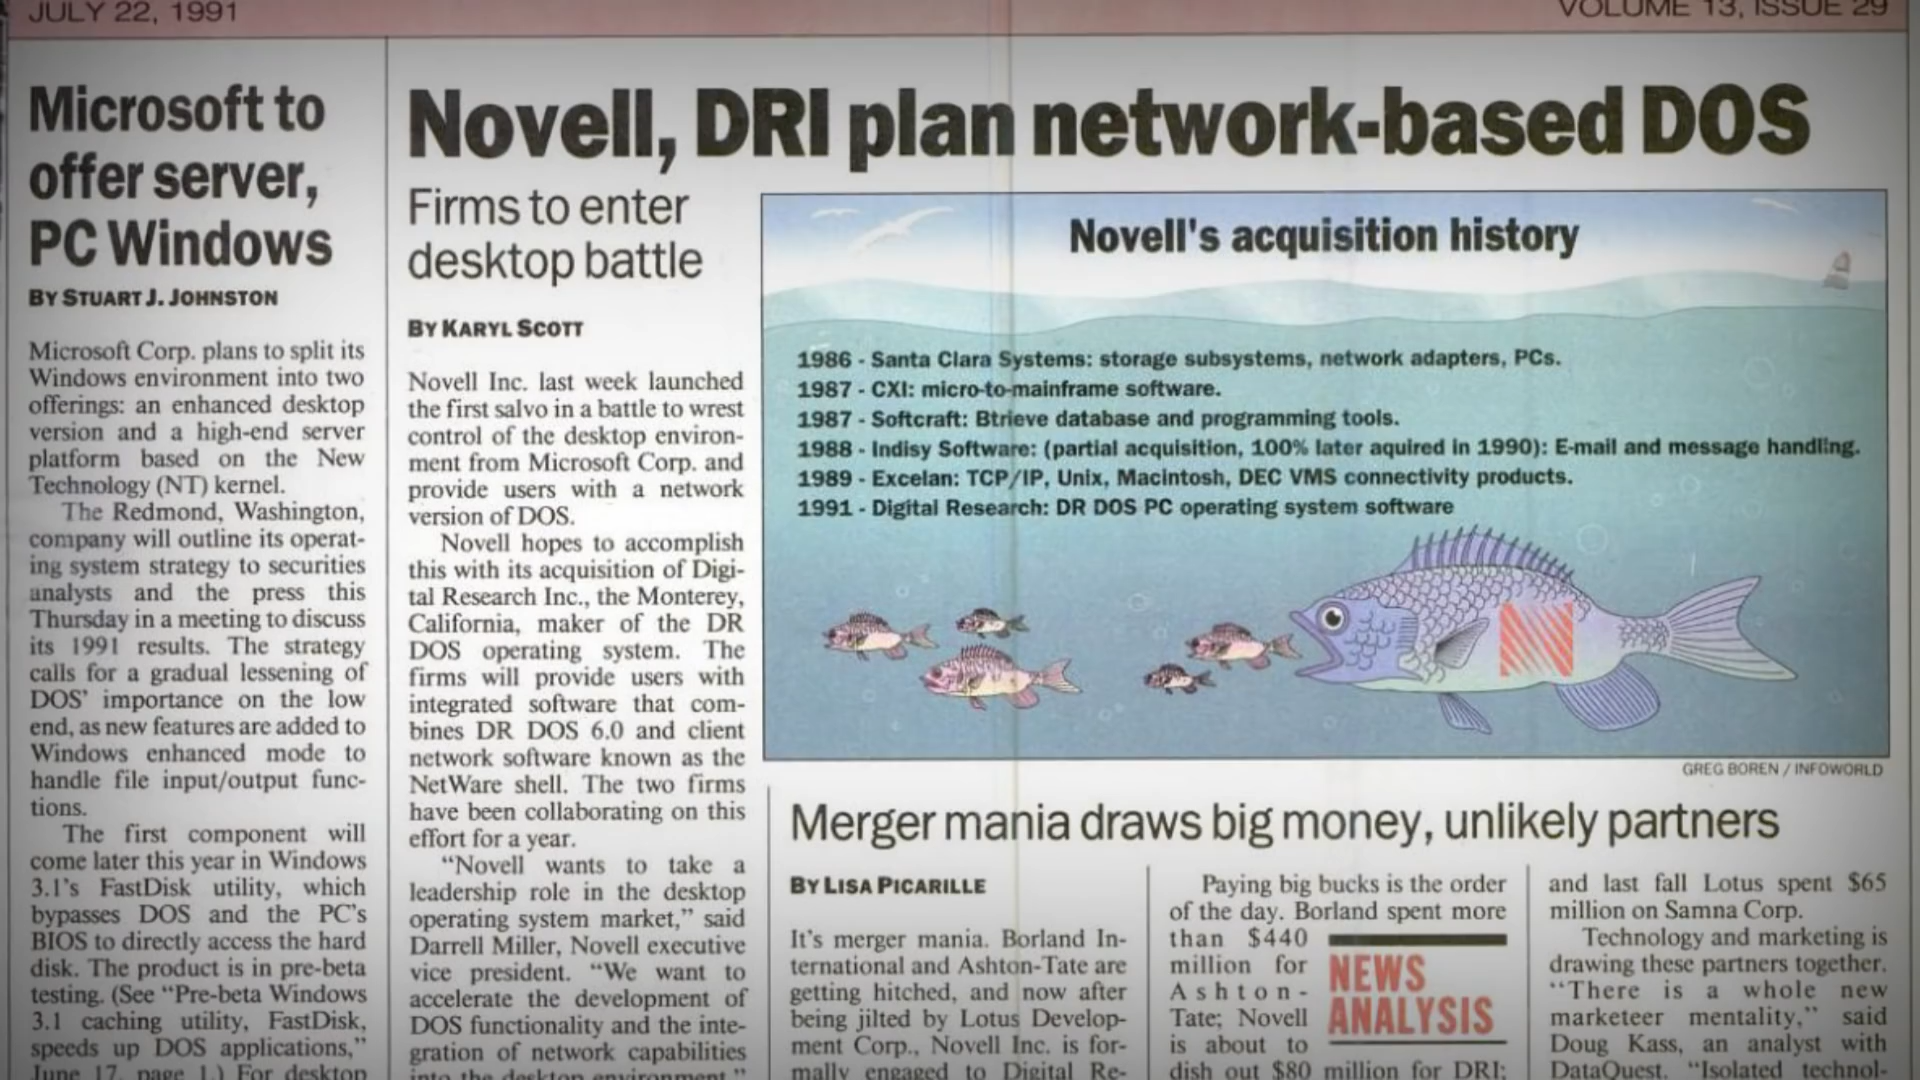 JULY 22, 1991
VOLUME 13, ISSUE 29
Microsoft to
offer server,
PC Windows
BY STUART J. JOHNSTON
Microsoft Corp. plans to split its
Windows environment into two
offerings: an enhanced desktop
version and a high-end server
platform based on the New
Technology (NT) kernel.
The Redmond, Washington,
company will outline its operat-
ing system strategy to securities
analysts and the press this
Thursday in a meeting to discuss
its 1991 results. The strategy
calls for a gradual lessening of
DOS' importance on the low
end, as new features are added to
Windows enhanced mode to
handle file input/output func-
tions.
The first component will
come later this year in Windows
3.1's FastDisk utility, which
bypasses DOS and the PC's
BIOS to directly access the hard
disk. The product is in pre-beta
testing. (See "Pre-beta Windows
3.1 caching utility, FastDisk,
speeds up DOS applications,"
June 17, page 1.) For desktop
Novell, DRI plan network-based DOS
Firms to enter
desktop battle
BY KARYL SCOTT
Novell Inc. last week launched
the first salvo in a battle to wrest
control of the desktop environ-
ment from Microsoft Corp. and
provide users with a network
version of DOS.
Novell hopes to accomplish
this with its acquisition of Digi-
tal Research Inc., the Monterey,
California, maker of the DR
DOS operating system. The
firms will provide users with
integrated software that com-
bines DR DOS 6.0 and client
network software known as the
NetWare shell. The two firms
have been collaborating on this
effort for a year.
"Novell wants to take a
leadership role in the desktop
operating system market," said
Darrell Miller, Novell executive
vice president. "We want to
accelerate the development of
DOS functionality and the inte-
gration of network capabilities
into the desktop environment."
Novell's acquisition history
1986 - Santa Clara Systems: storage subsystems, network adapters, PCs.
1987 - CXI: micro-to-mainframe software.
1987 - Softcraft: Btrieve database and programming tools.
1988 - Indisy Software: (partial acquisition, 100% later aquired in 1990): E-mail and message handling.
1989 - Excelan: TCP/IP, Unix, Macintosh, DEC VMS connectivity products.
1991 - Digital Research: DR DOS PC operating system software
N
GREG BOREN / INFOWORLD
Merger mania draws big money, unlikely partners
BY LISA PICARILLE
It's merger mania. Borland In-
ternational and Ashton-Tate are
getting hitched, and now after
being jilted by Lotus Develop-
ment Corp., Novell Inc. is for-
mally engaged to Digital Re-
Paying big bucks is the order
of the day. Borland spent more
than $440
million for
Ashton-
Tate; Novell
is about to
dish out $80 million for DRI;
NEWS
ANALYSIS
and last fall Lotus spent $65
million on Samna Corp.
Technology and marketing is
drawing these partners together.
"There is a whole new
marketeer mentality," said
Doug Kass, an analyst with
DataQuest. "Isolated technol-